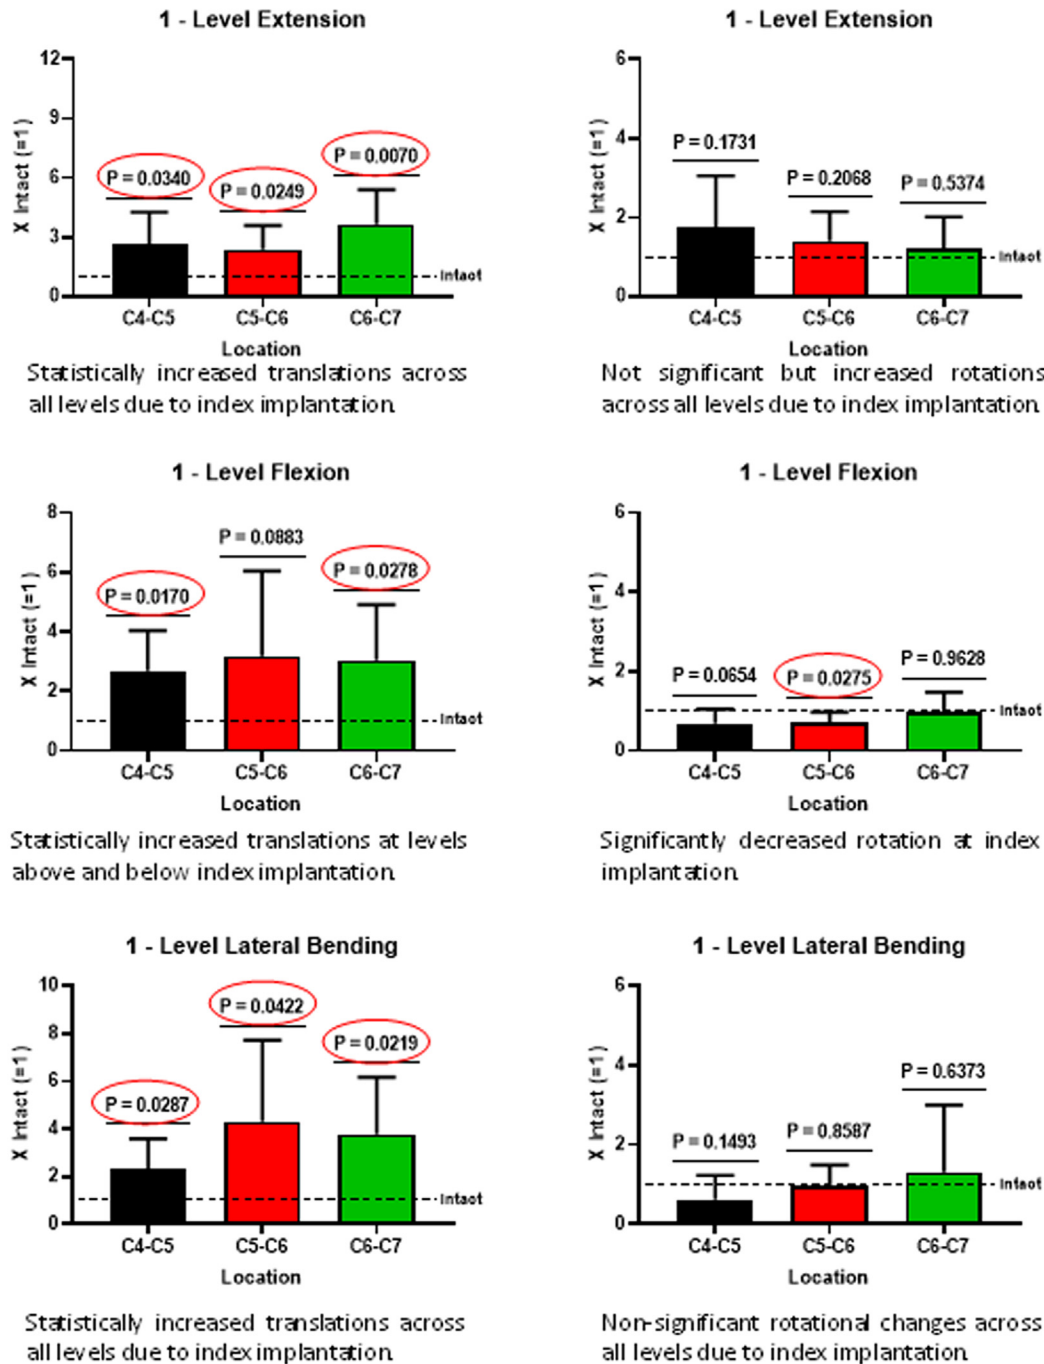 1 - Level Extension
12
9
6
3
0
X Intact (=1)
P = 0.0340
P = 0.0249
P = 0.0070
Intact
C4-C5
C5-C6
C6-C7
Location
Statistically increased translations across
all levels due to index implantation.
1 - Level Extension
6
4
2
0
X Intact (=1)
P = 0.1731
P = 0.2068
P = 0.5374
Intact
C4-C5
C5-C6
C6-C7
Location
Not significant but increased rotations
across all levels due to index implantation.
1 - Level Flexion
8
6
4
2
0
X Intact (=1)
P = 0.0170
P = 0.0883
P = 0.0278
Intact
C4-C5
C5-C6
C6-C7
Location
Statistically increased translations at levels
above and below index implantation.
1 - Level Flexion
6
4
2
0
X Intact (=1)
P = 0.0654
P = 0.0275
P = 0.9628
Intact
C4-C5
C5-C6
C6-C7
Location
Significantly decreased rotation at index
implantation.
1 - Level Lateral Bending
10
8
6
4
2
0
X Intact (=1)
P = 0.0287
P = 0.0422
P = 0.0219
Intact
C4-C5
C5-C6
C6-C7
Location
Statistically increased translations across
all levels due to index implantation.
1 - Level Lateral Bending
6
4
2
0
X Intact (=1)
P = 0.1493
P = 0.8587
P = 0.6373
Intact
C4-C5
C5-C6
C6-C7
Location
Non-significant rotational changes across
all levels due to index implantation.